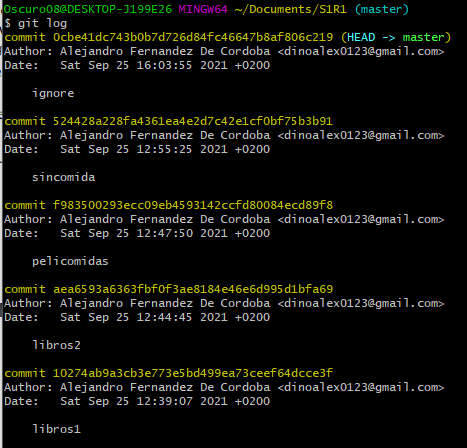 Oscuro08@DESKTOP-J199E26 MINGW64 ~/Documents/S1R1 (master)
$ git log
commit 0cbe41dc743b0b7d726d84fc46647b8af806c219 (HEAD -> master)
Author: Alejandro Fernandez De Cordoba <dinoalex0123@gmail.com>
Date:   Sat Sep 25 16:03:55 2021 +0200
ignore
commit 524428a228fa4361ea4e2d7c42e1cf0bf75b3b91
Author: Alejandro Fernandez De Cordoba <dinoalex0123@gmail.com>
Date:   Sat Sep 25 12:55:25 2021 +0200
sincomida
commit f983500293ecc09eb4593142ccfd80084ecd89f8
Author: Alejandro Fernandez De Cordoba <dinoalex0123@gmail.com>
Date:   Sat Sep 25 12:47:50 2021 +0200
pelicomidas
commit aea6593a6363fbf0f3ae8184e46e6d995d1bfa69
Author: Alejandro Fernandez De Cordoba <dinoalex0123@gmail.com>
Date:   Sat Sep 25 12:44:45 2021 +0200
libros2
commit 10274ab9a3cb3e773e5bd499ea73ceef64dcce3f
Author: Alejandro Fernandez De Cordoba <dinoalex0123@gmail.com>
Date:   Sat Sep 25 12:39:07 2021 +0200
libros1